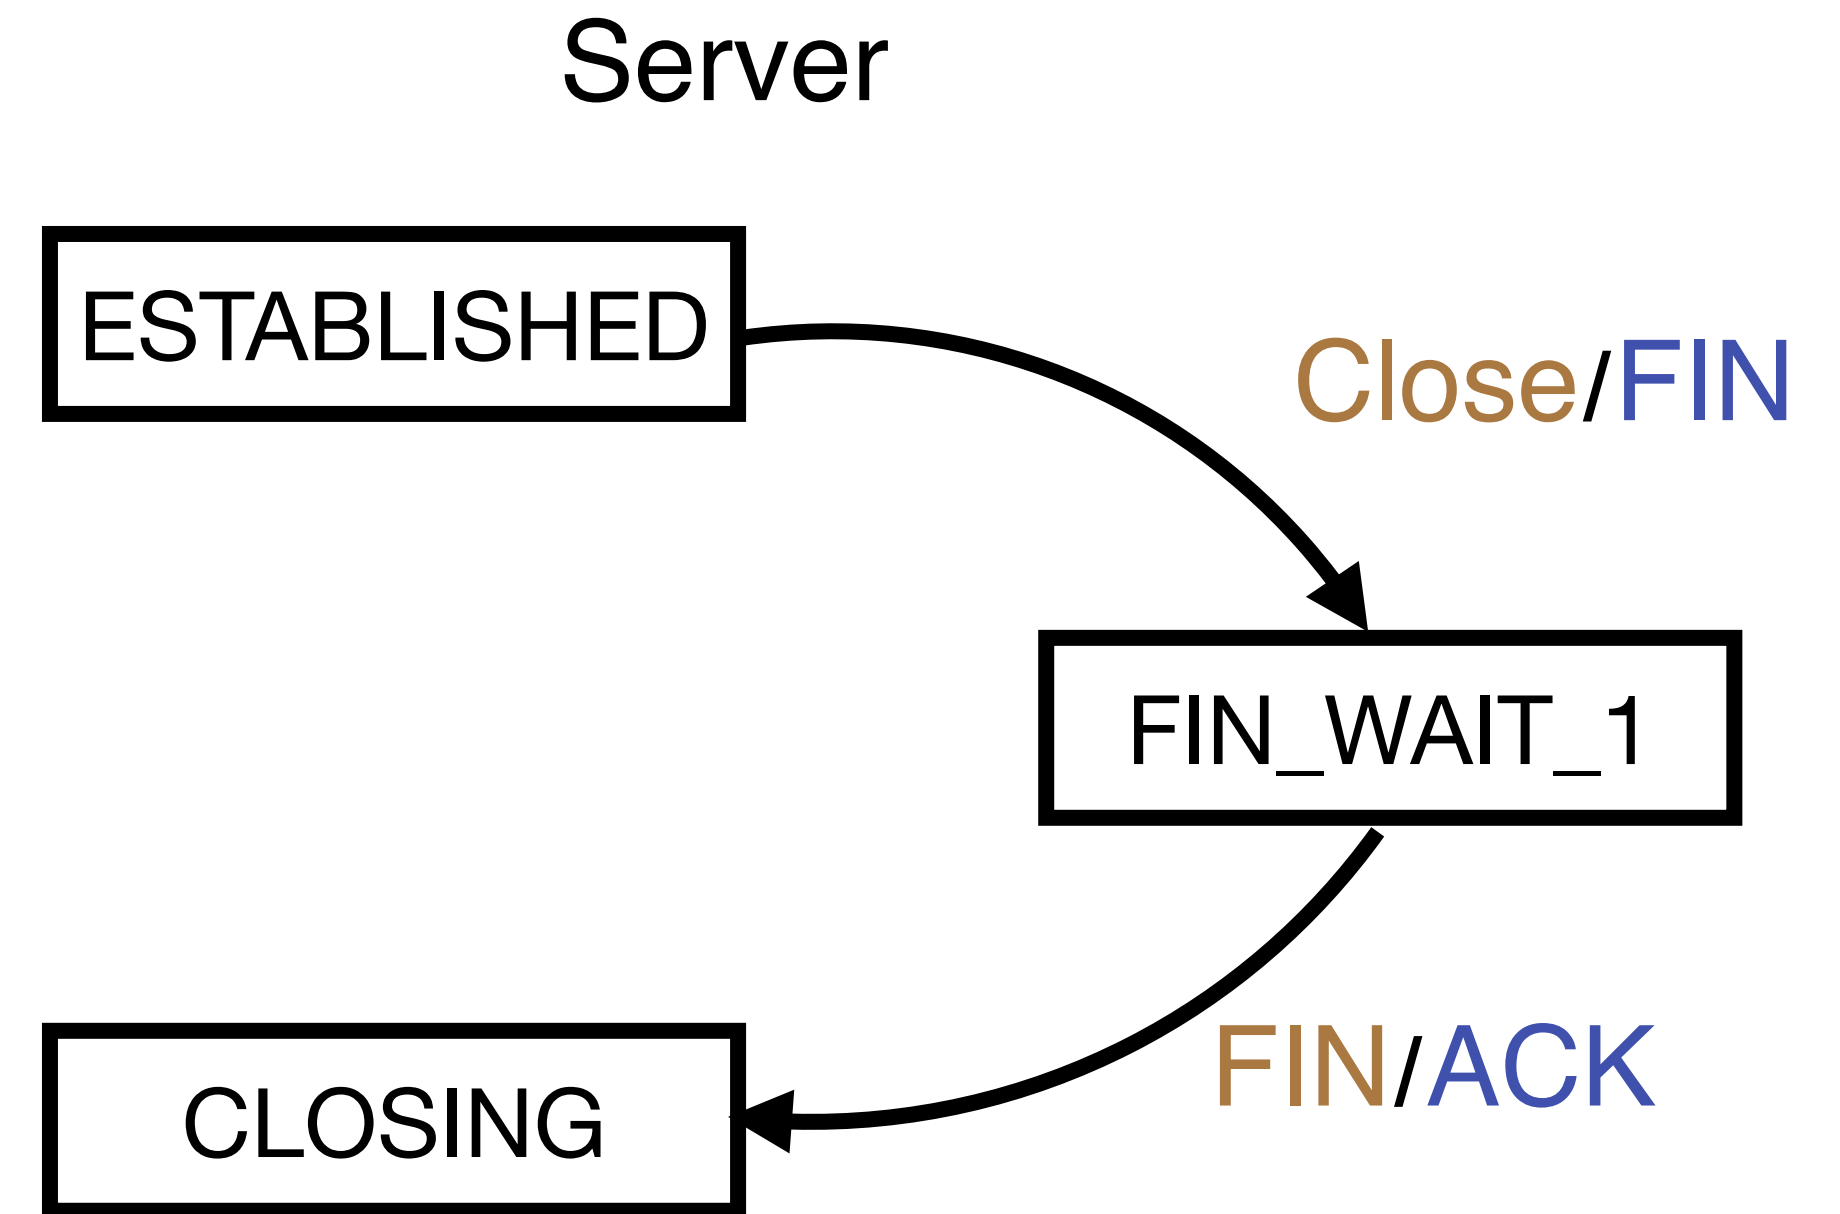 Server
ESTABLISHED
Close/FIN
FIN_WAIT_1
FIN/ACK
CLOSING